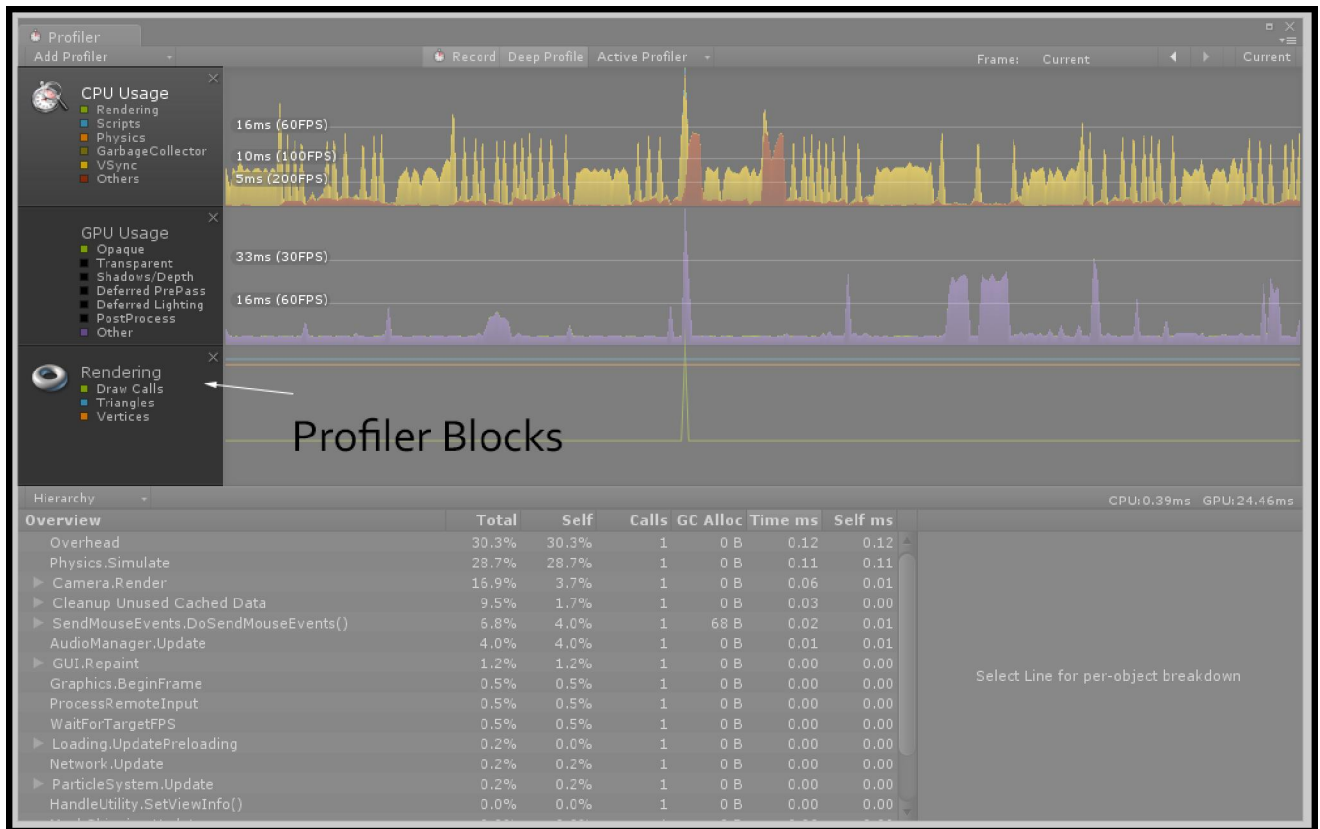 Profiler
Add Profiler
Record Deep Profile Active Profiler
Frame: Current
Current
CPU Usage
Rendering
Scripts
Physics
GarbageCollector
VSync
Others
16ms (60FPS)
10ms (100FPS)
5ms (200FPS)
GPU Usage
Opaque
Transparent
Shadows/Depth
Deferred PrePass
Deferred Lighting
PostProcess
Other
33ms (30FPS)
16ms (60FPS)
Rendering
Draw Calls
Triangles
Vertices
Profiler Blocks
Hierarchy
CPU:0.39ms GPU:24.46ms
Overview Total Self Calls GC Alloc Time ms Self ms
Overhead 30.3% 30.3% 1 0 B 0.12 0.12
Physics.Simulate 28.7% 28.7% 1 0 B 0.11 0.11
Camera.Render 16.9% 3.7% 1 0 B 0.06 0.01
Cleanup Unused Cached Data 9.5% 1.7% 1 0 B 0.03 0.00
SendMouseEvents.DoSendMouseEvents() 6.8% 4.0% 1 68 B 0.02 0.01
AudioManager.Update 4.0% 4.0% 1 0 B 0.01 0.01
GUI.Repaint 1.2% 1.2% 1 0 B 0.00 0.00
Graphics.BeginFrame 0.5% 0.5% 1 0 B 0.00 0.00
ProcessRemoteInput 0.5% 0.5% 1 0 B 0.00 0.00
WaitForTargetFPS 0.5% 0.5% 1 0 B 0.00 0.00
Loading.UpdatePreloading 0.2% 0.0% 1 0 B 0.00 0.00
Network.Update 0.2% 0.2% 1 0 B 0.00 0.00
ParticleSystem.Update 0.2% 0.2% 1 0 B 0.00 0.00
HandleUtility.SetViewInfo() 0.0% 0.0% 1 0 B 0.00 0.00
Select Line for per-object breakdown